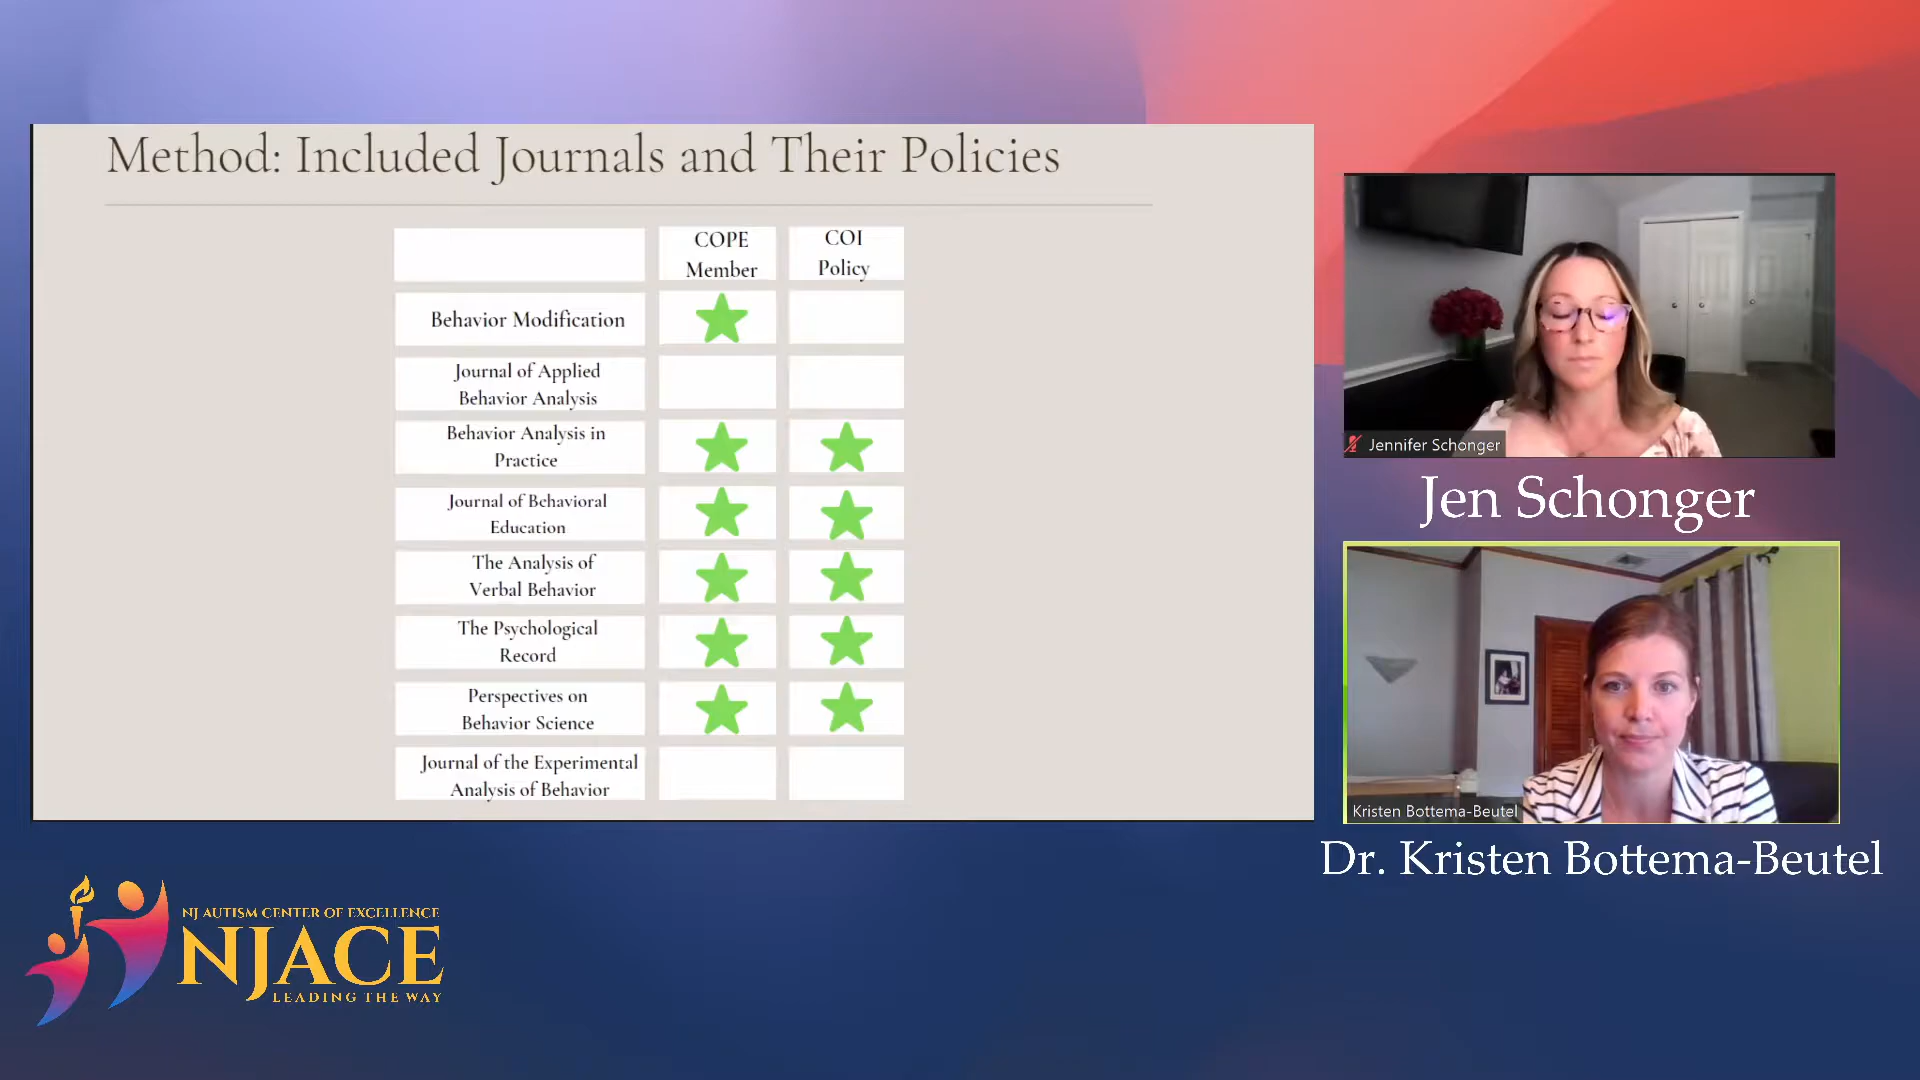 Method: Included Journals and Their Policies
COPE
Member
COI
Policy
Behavior Modification
Journal of Applied
Behavior Analysis
Behavior Analysis in
Practice
Journal of Behavioral
Education
The Analysis of
Verbal Behavior
The Psychological
Record
Perspectives on
Behavior Science
Journal of the Experimental
Analysis of Behavior
Jennifer Schonger
Jen Schonger
Kristen Bottema-Beutel
Dr. Kristen Bottema-Beutel
NJ AUTISM CENTER OF EXCELLENCE
NJACE
LEADING THE WAY